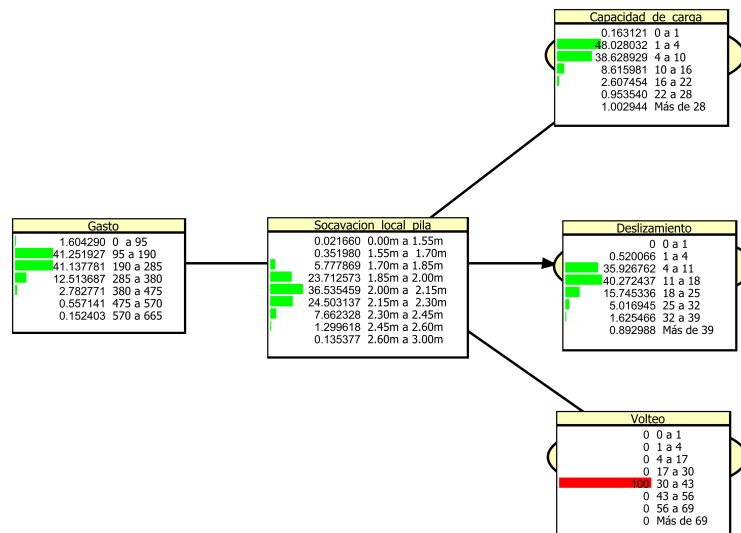 Capacidad de carga
0.163121 0 a 1
48.028032 1 a 4
38.628929 4 a 10
8.615981 10 a 16
2.607454 16 a 22
0.953540 22 a 28
1.002944 Más de 28
Gasto
1.604290 0 a 95
41.251927 95 a 190
41.137781 190 a 285
12.513687 285 a 380
2.782771 380 a 475
0.557141 475 a 570
0.152403 570 a 665
Socavacion local pila
0.021660 0.00m a 1.55m
0.351980 1.55m a 1.70m
5.777869 1.70m a 1.85m
23.712573 1.85m a 2.00m
36.535459 2.00m a 2.15m
24.503137 2.15m a 2.30m
7.662328 2.30m a 2.45m
1.299618 2.45m a 2.60m
0.135377 2.60m a 3.00m
Deslizamiento
0 0 a 1
0.520066 1 a 4
35.926762 4 a 11
40.272437 11 a 18
15.745336 18 a 25
5.016945 25 a 32
1.625466 32 a 39
0.892988 Más de 39
Volteo
0 0 a 1
0 1 a 4
0 4 a 17
0 17 a 30
100 30 a 43
0 43 a 56
0 56 a 69
0 Más de 69